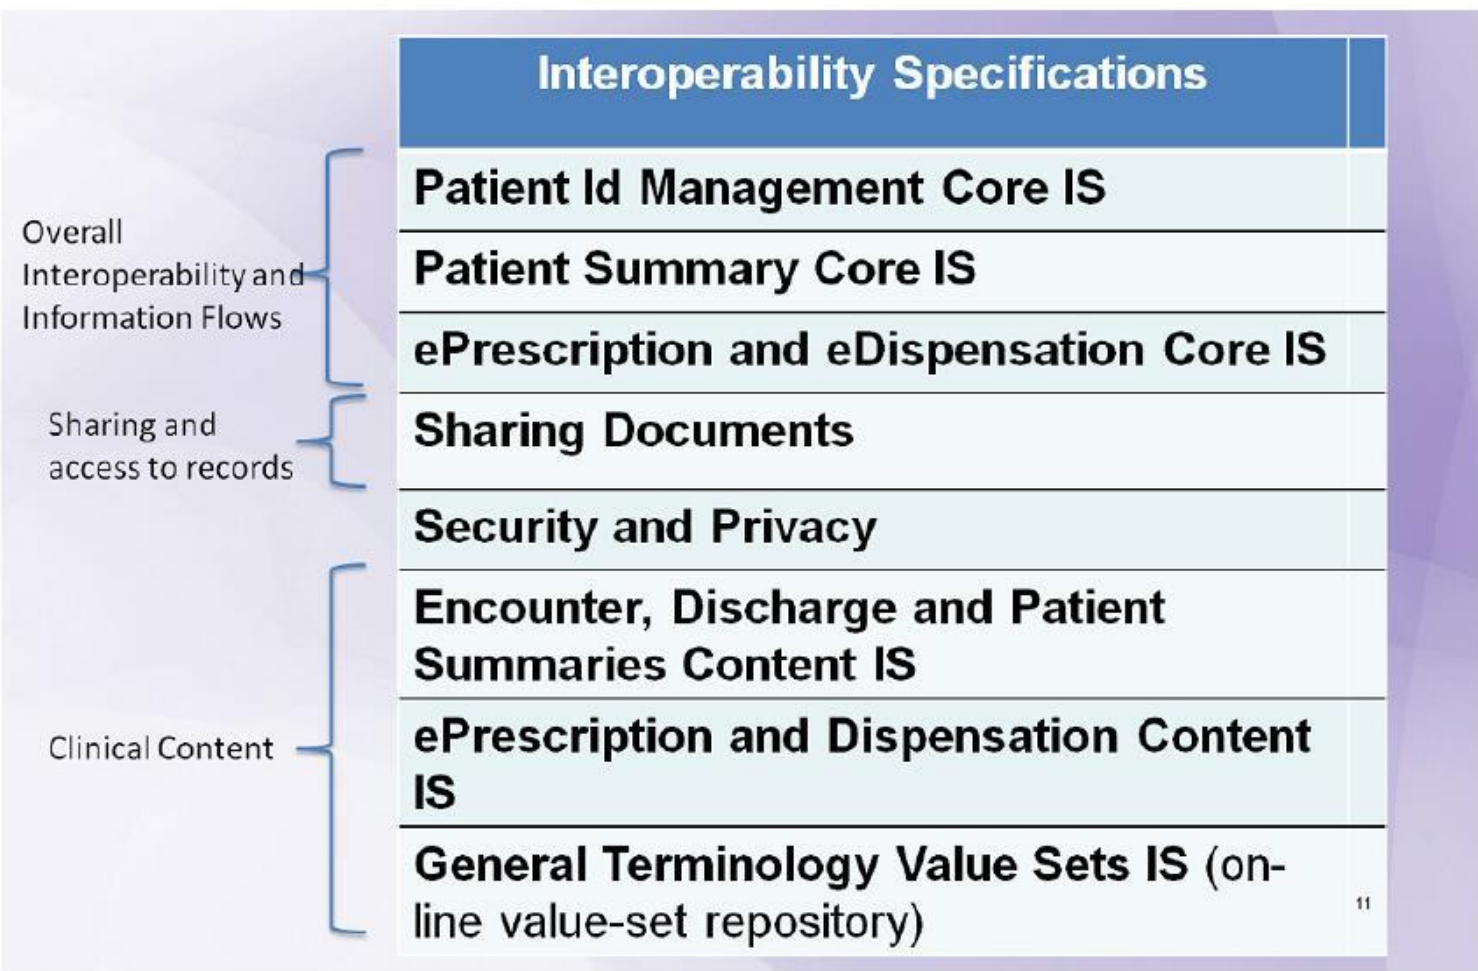 Interoperability Specifications
Overall
Interoperability and
Information Flows
Patient Id Management Core IS
Patient Summary Core IS
ePrescription and eDispensation Core IS
Sharing and
access to records
Sharing Documents
Security and Privacy
Clinical Content
Encounter, Discharge and Patient
Summaries Content IS
ePrescription and Dispensation Content
IS
General Terminology Value Sets IS (on-
line value-set repository)
11